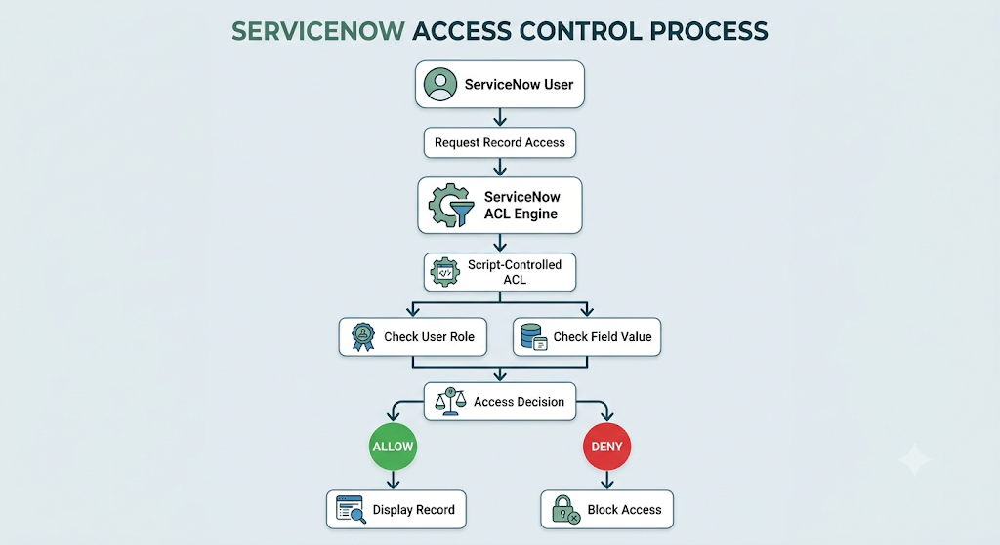 SERVICENOW ACCESS CONTROL PROCESS
ServiceNow User
Request Record Access
ServiceNow
ACL Engine
Script-Controlled
ACL
Check User Role
Check Field Value
Access Decision
ALLOW
DENY
Display Record
Block Access